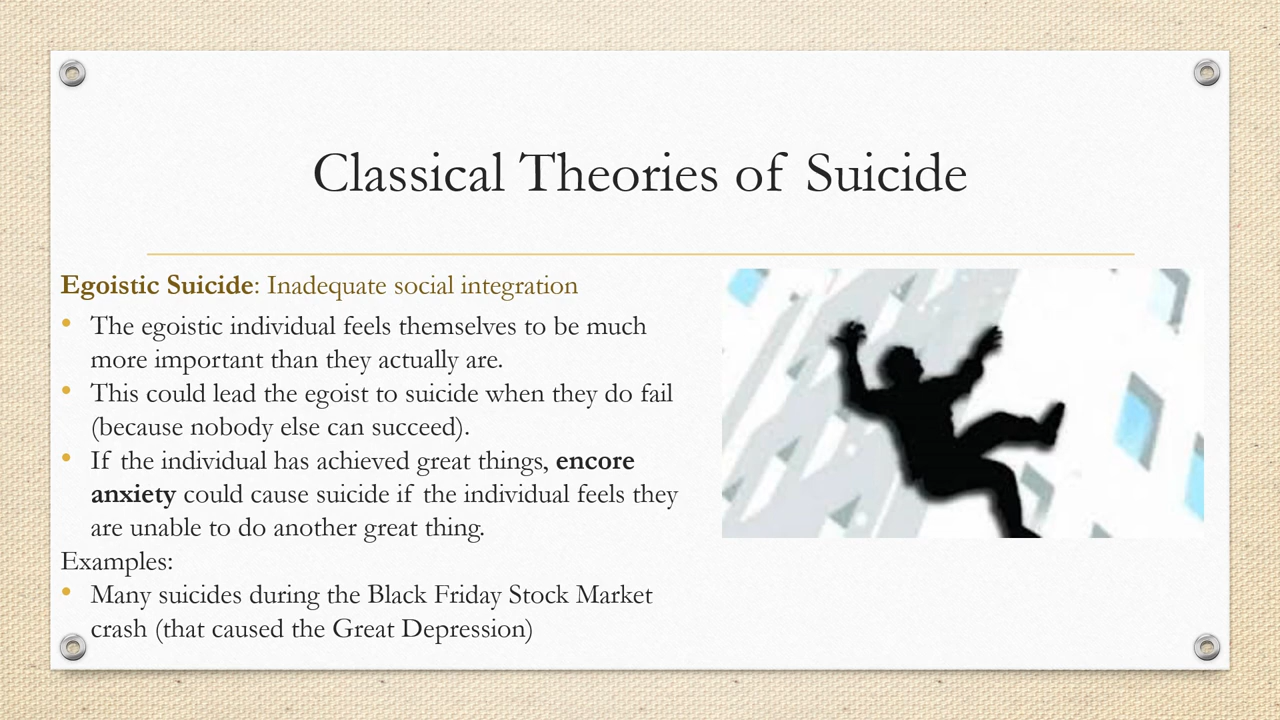 Classical Theories of Suicide
Egoistic Suicide: Inadequate social integration
• The egoistic individual feels themselves to be much
more important than they actually are.
• This could lead the egoist to suicide when they do fail
(because nobody else can succeed).
• If the individual has achieved great things, encore
anxiety could cause suicide if the individual feels they
are unable to do another great thing.
Examples:
• Many suicides during the Black Friday Stock Market
crash (that caused the Great Depression)